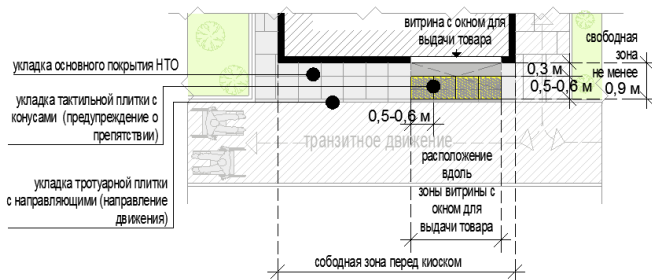 витрина с окном для
выдачи товара
свободная
зона
не менее
0,9 м
0.3 м
0,5-0,6 м
укладка основного покрытия НТО
укладка тактильной плитки с
конусами (предупреждение о
препятствии)
0,5-0,6 м
транзитное движение
укладка тротуарной плитки
с направляющими (направление
движения)
расположение
вдоль
зоны витрины с
окном для
выдачи товара
сободная зона перед киоском